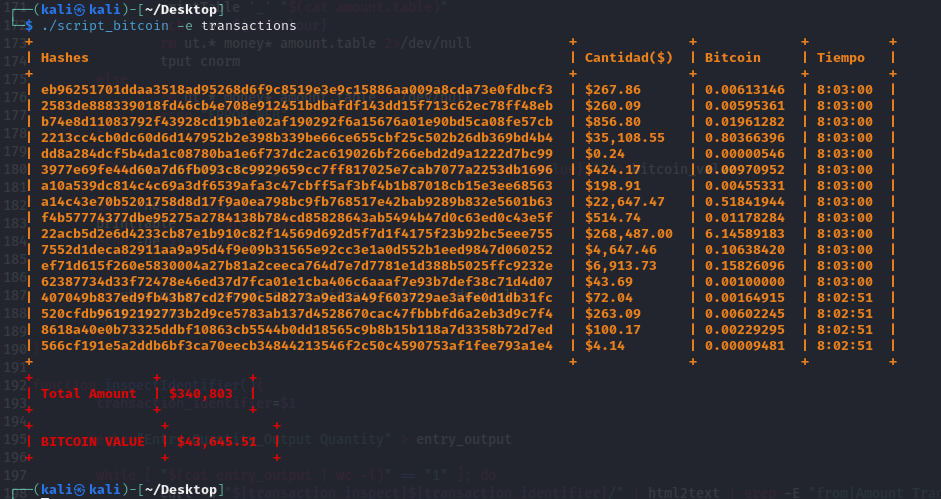 (kali㉿kali)-[~/Desktop]
$ ./script_bitcoin -e transactions
Hashes | Cantidad($) | Bitcoin | Tiempo
eb96251701ddaa3518ad95268d6f9c8519e3e9c15886aa009a8cda73e0fdbcf3 | $267.86 | 0.00613146 | 8:03:00
2583de888339018fd46cb4e708e912451bdbafdf143dd15f713c62ec78ff48eb | $260.09 | 0.00595361 | 8:03:00
b74e8d11083792f43928cd19b1e02af190292f6a15676a01e90bd5ca08fe57cb | $856.80 | 0.01961282 | 8:03:00
2213cc4cb0dc60d6d147952b2e398b339be66ce655cbf25c502b26db369bd4b4 | $35,108.55 | 0.80366396 | 8:03:00
dd8a284dcf5b4da1c08780ba1e6f737dc2ac619026bf266ebd2d9a1222d7bc99 | $0.24 | 0.00000546 | 8:03:00
3977e69fe44d60a7d6fb093c8c9929659cc7ff817025e7cab7077a2253db1696 | $424.17 | 0.00970952 | 8:03:00
a10a539dc814c4c69a3df6539afa3c47cbff5af3bf4b1b87018cb15e3ee68563 | $198.91 | 0.00455331 | 8:03:00
a14c43e70b5201758d8d17f9a0ea798bc9fb768517e42bab9289b832e5601b63 | $22,647.47 | 0.51841944 | 8:03:00
f4b57774377dbe95275a2784138b784cd85828643ab5494b47d0c63ed0c43e5f | $514.74 | 0.01178284 | 8:03:00
22acb5d2e6d4233cb87e1b910c82f14569d692d5f7d1f4175f23b92bc5eee755 | $268,487.00 | 6.14589183 | 8:03:00
7552d1deca82911aa9a95d4f9e09b31565e92cc3e1a0d552b1eed9847d060252 | $4,647.46 | 0.10638420 | 8:03:00
ef71d615f260e5830004a27b81a2ceeca764d7e7d7781e1d388b5025ffc9232e | $6,913.73 | 0.15826096 | 8:03:00
62387734d33f72478e46ed37d7fca01e1cba406c6aaaf7e93b7def38c71d4d07 | $43.69 | 0.00100000 | 8:03:00
407049b837ed9fb43b87cd2f790c5d8273a9ed3a49f603729ae3afe0d1db31fc | $72.04 | 0.00164915 | 8:02:51
520cfdb96192192773b2d9ce5783ab137d4528670cac47fbbbfd6a2eb3d9c7f4 | $263.09 | 0.00602245 | 8:02:51
8618a40e0b73325ddbf10863cb5544b0dd18565c9b8b15b118a7d3358b72d7ed | $100.17 | 0.00229295 | 8:02:51
566cf191e5a2ddb6bf3ca70eecb34844213546f2c50c4590753af1fee793a1e4 | $4.14 | 0.00009481 | 8:02:51
Total Amount | $340,803
BITCOIN VALUE | $43,645.51
(kali㉿kali)-[~/Desktop]